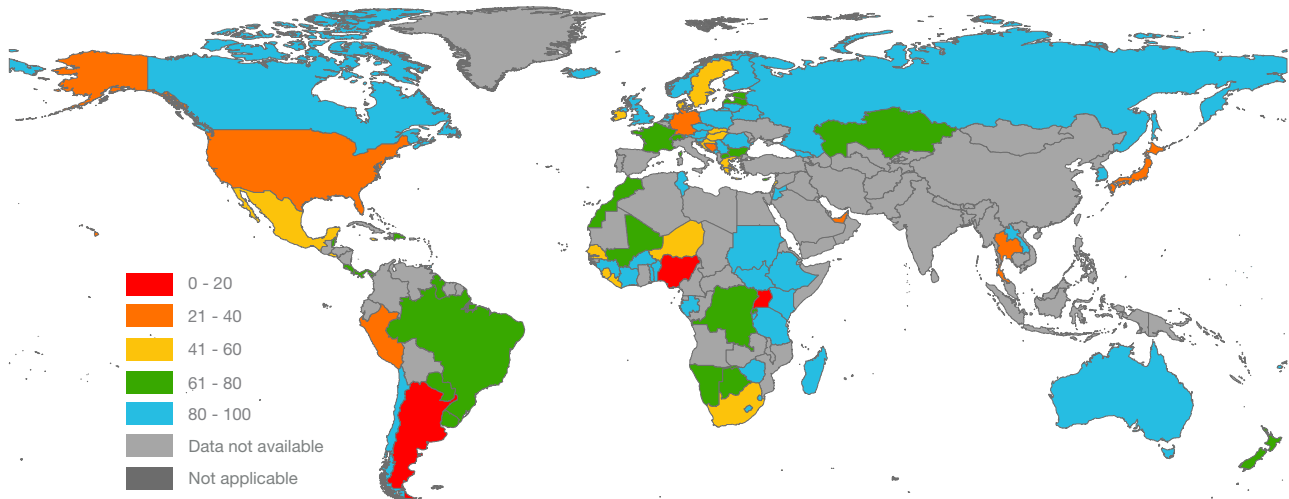 0 - 20
21 - 40
41 - 60
61 - 80
80 - 100
Data not available
Not applicable